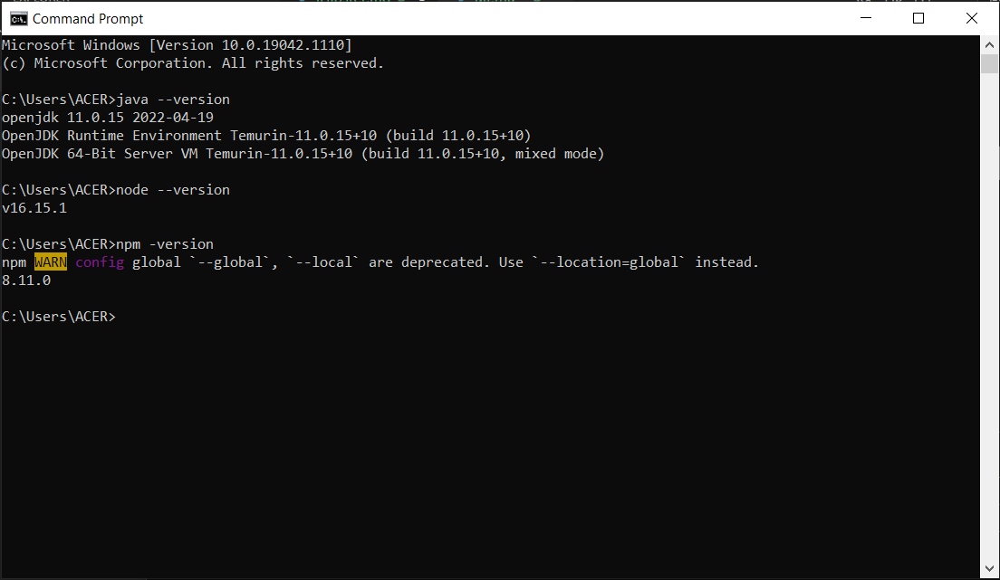 Command Prompt
Microsoft Windows [Version 10.0.19042.1110]
(c) Microsoft Corporation. All rights reserved.
C:\Users\ACER>java --version
openjdk 11.0.15 2022-04-19
OpenJDK Runtime Environment Temurin-11.0.15+10 (build 11.0.15+10)
OpenJDK 64-Bit Server VM Temurin-11.0.15+10 (build 11.0.15+10, mixed mode)
C:\Users\ACER>node --version
v16.15.1
C:\Users\ACER>npm -version
npm WARN config global `--global`, `--local` are deprecated. Use `--location=global` instead.
8.11.0
C:\Users\ACER>